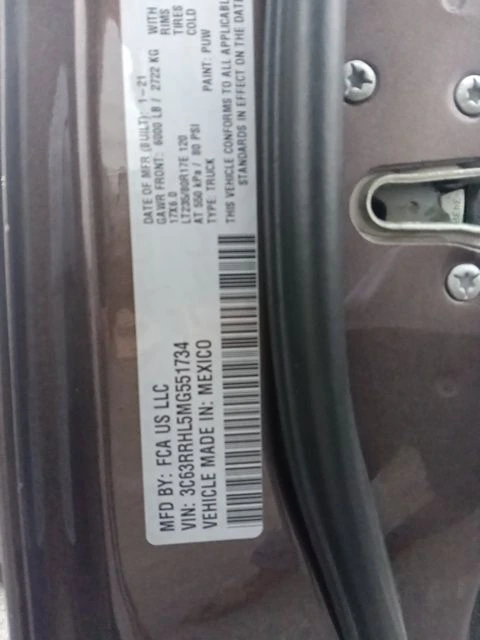 MFD BY: FCA US LLC
VIN: 3C63RRHL5MG551734
VEHICLE MADE IN: MEXICO
DATE OF MFR (BUILT): 1-21
GAWR FRONT: 6000 LB / 2722 KG WITH
17X6.0 RIMS
LT235/80R17E 120 TIRES
AT 550 kPa / 80 PSI COLD
TYPE: TRUCK PAINT: PUW
THIS VEHICLE CONFORMS TO ALL APPLICABL
STANDARDS IN EFFECT ON THE DATE